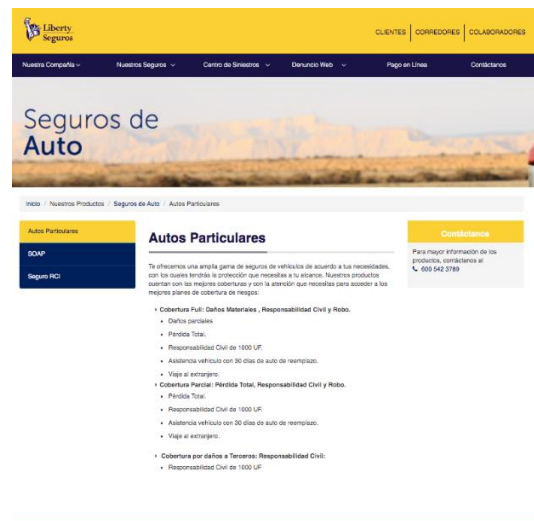 Liberty
Seguros
CLIENTES
CORREDORES
COLABORADORES
Nuestra Compañía
Nuestros Seguros
Centro de Siniestros
Denuncio Web
Pago en Línea
Contáctanos
Seguros de
Auto
Inicio / Nuestros Productos / Seguros de Auto / Autos Particulares
Autos Particulares
SOAP
Seguro RCI
Autos Particulares
Te ofrecemos una amplia gama de seguros de vehículos de acuerdo a tus necesidades,
con los cuales tendrás la protección que necesitas a tu alcance. Nuestros productos
cuentan con las mejores coberturas y con la atención que necesitas para acceder a los
mejores planes de cobertura de riesgos:
Cobertura Full: Daños Materiales , Responsabilidad Civil y Robo.
Daños parciales
Pérdida Total.
Responsabilidad Civil de 1000 UF.
Asistencia vehículo con 30 días de auto de reemplazo.
Viaje al extranjero.
Cobertura Parcial: Pérdida Total, Responsabilidad Civil y Robo.
Pérdida Total.
Responsabilidad Civil de 1000 UF.
Asistencia vehículo con 30 días de auto de reemplazo.
Viaje al extranjero.
Cobertura por daños a Terceros: Responsabilidad Civil:
Responsabilidad Civil de 1000 UF
Contáctanos
Para mayor información de los
productos, contáctenos al
600 542 3789